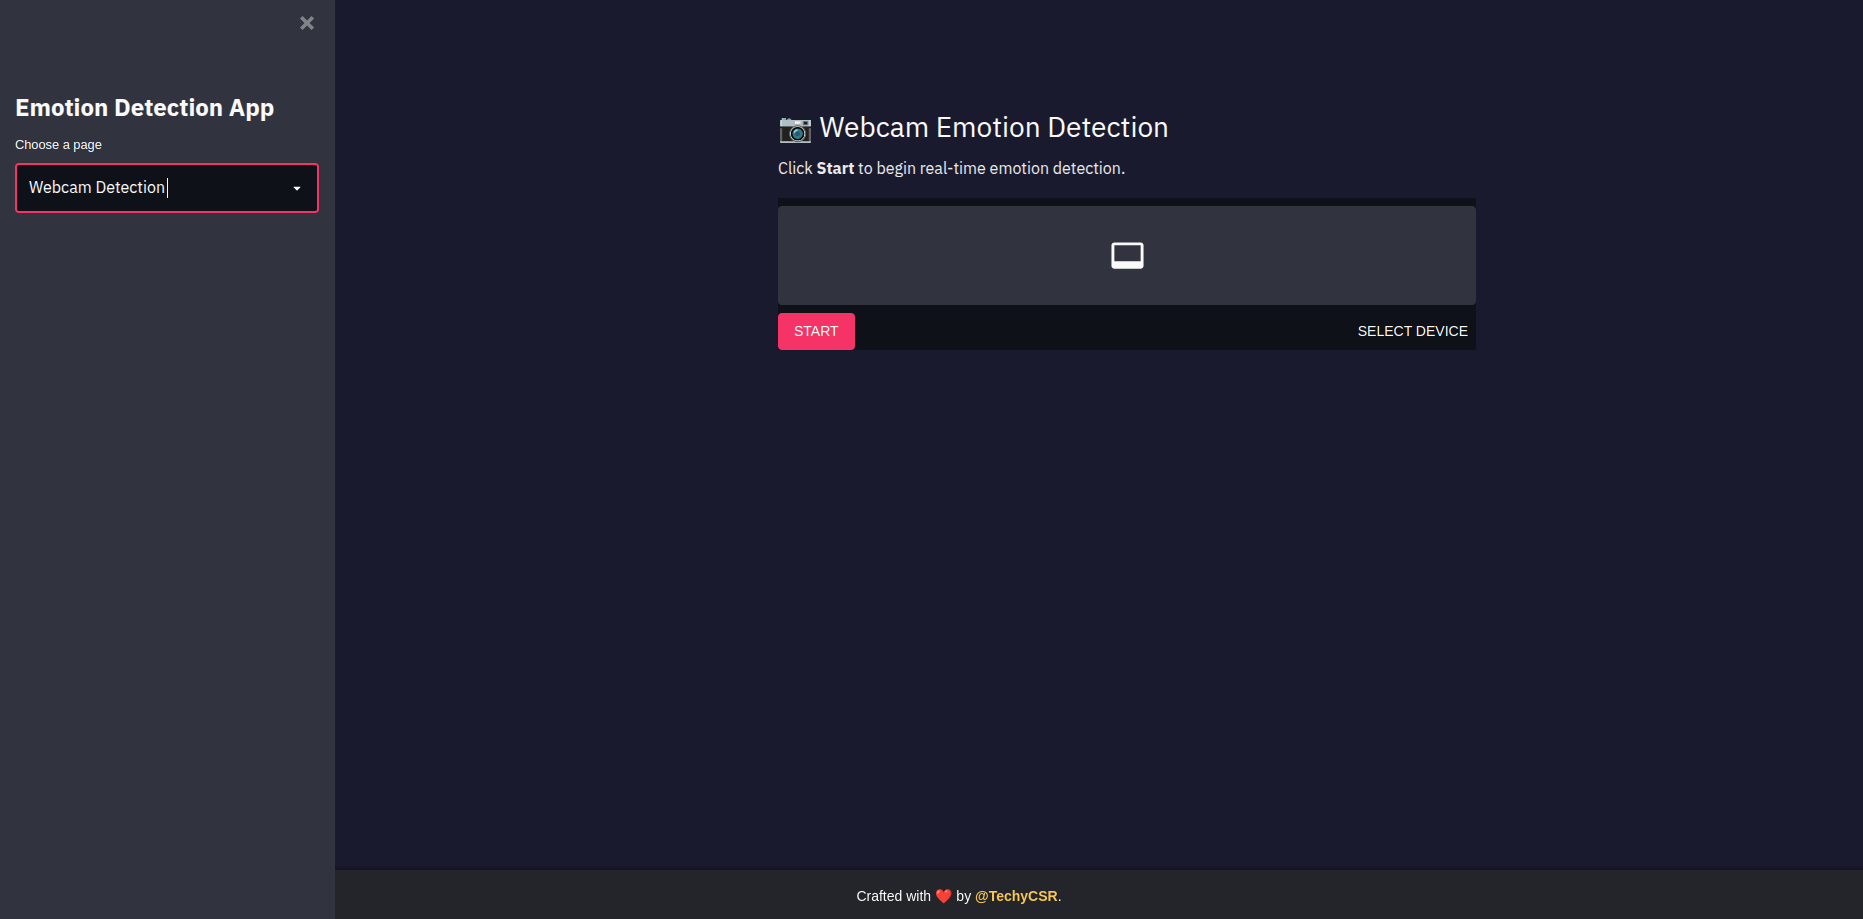 Emotion Detection App
Choose a page
Webcam Detection
📷 Webcam Emotion Detection
Click Start to begin real-time emotion detection.
START
SELECT DEVICE
Crafted with ❤️ by @TechyCSR.